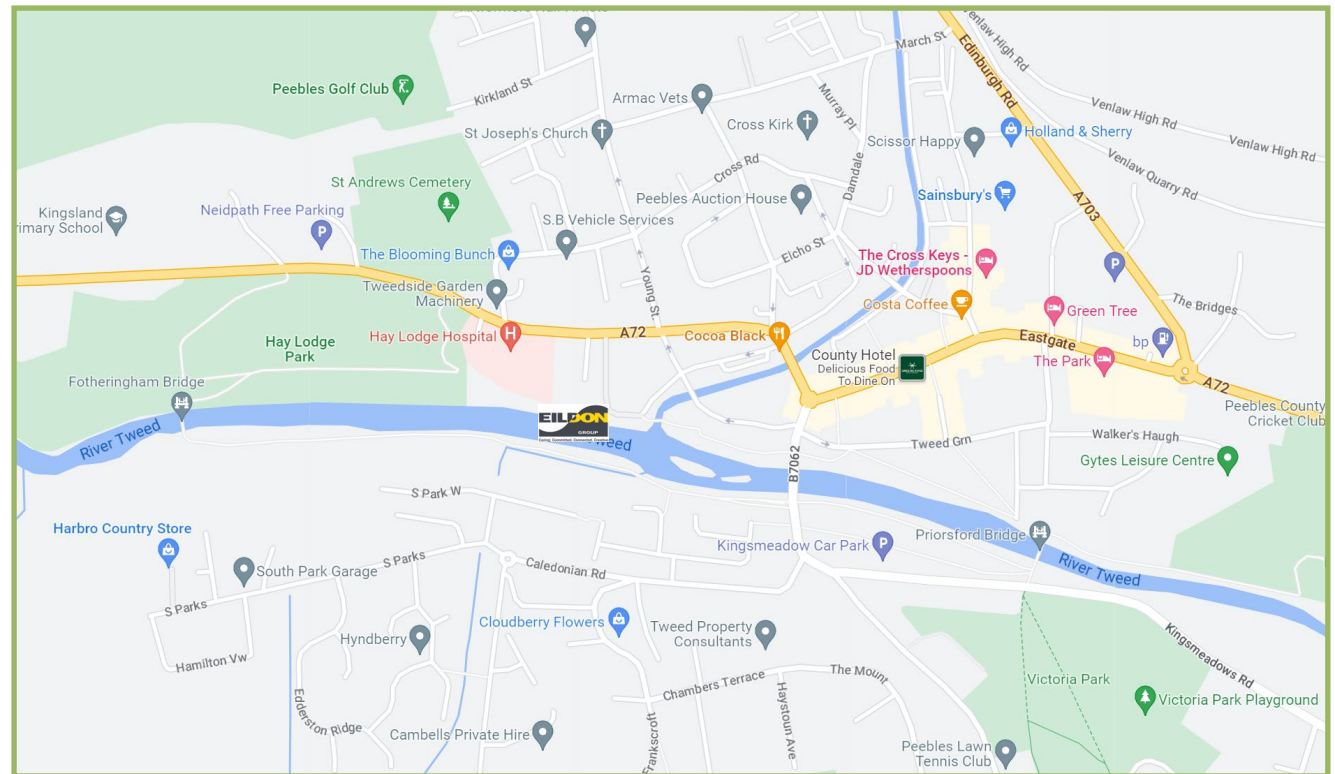 March St
Venlaw High Rd
Edinburgh Rd
Peebles Golf Club
Kirkland St
Armac Vets
Murray Pl
Venlaw High Rd
St Joseph's Church
Cross Kirk
Scissor Happy
Holland & Sherry
Venlaw High Rd
Cross Rd
Damdale
Venlaw Quarry Rd
St Andrews Cemetery
Peebles Auction House
Sainsbury's
A703
Kingsland
rimary School
Neidpath Free Parking
S.B Vehicle Services
The Blooming Bunch
Elcho St
The Cross Keys -
JD Wetherspoons
Tweedside Garden
Machinery
Young St.
Costa Coffee
The Bridges
Green Tree
Hay Lodge Hospital
A72
Cocoa Black
Eastgate
bp
Hay Lodge
Park
County Hotel
Delicious Food
To Dine On
The Park
A72
Fotheringham Bridge
EILDON
GROUP
Caring. Committed. Connected. Creative
Peebles County
Cricket Club
River Tweed
Tweed
Tweed Grn
Walker's Haugh
B7062
Gytes Leisure Centre
S Park W
Harbro Country Store
Kingsmeadow Car Park
Priorsford Bridge
S Parks
Caledonian Rd
River Tweed
South Park Garage
S Parks
Cloudberry Flowers
Tweed Property
Consultants
Hyndberry
Kingsmeadows Rd
Hamilton Vw
The Mount
Chambers Terrace
Victoria Park
Edderston Ridge
Haystoun Ave
Victoria Park Playground
Cambells Private Hire
Frankscroft
Peebles Lawn
Tennis Club